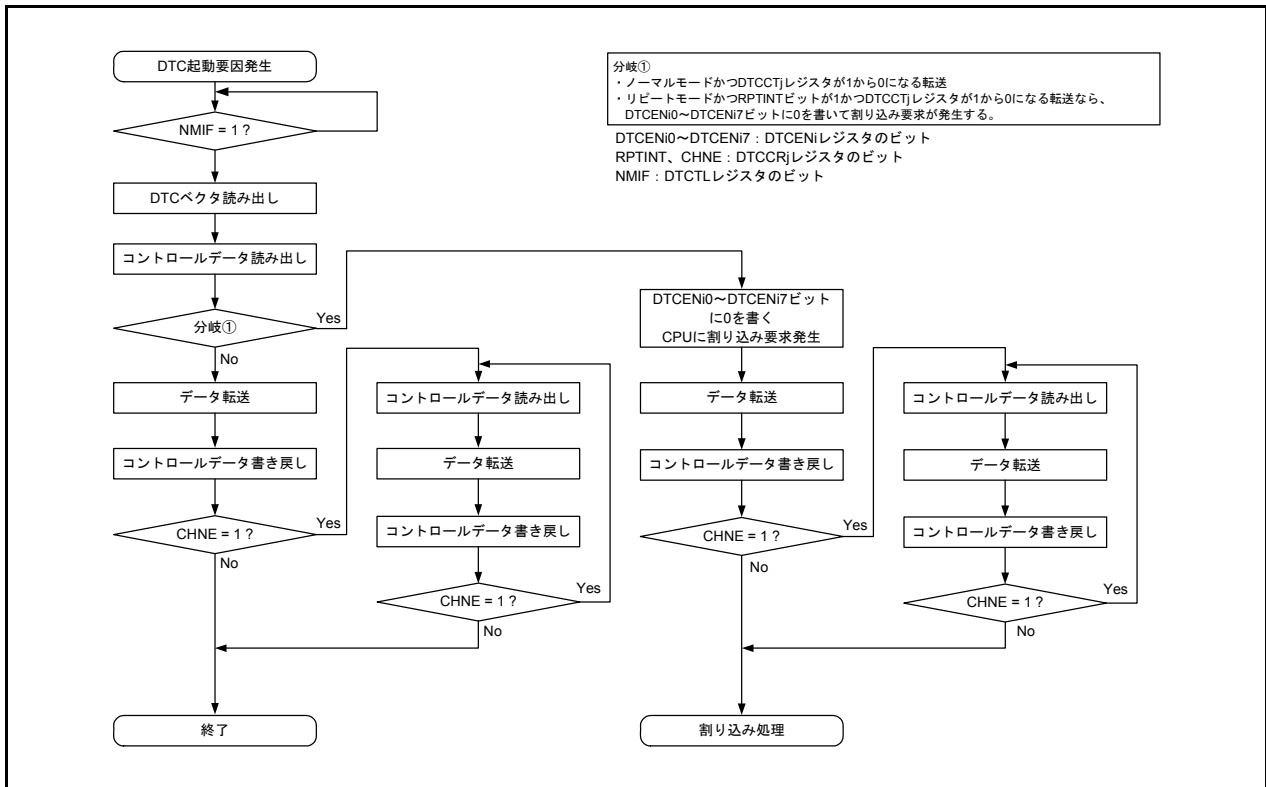 DTC起動要因発生
NMIF = 1 ?
DTCベクタ読み出し
コントロールデータ読み出し
分岐①
Yes
No
データ転送
コントロールデータ書き戻し
CHNE = 1 ?
Yes
No
コントロールデータ読み出し
データ転送
コントロールデータ書き戻し
CHNE = 1 ?
Yes
No
終了
分岐①
・ノーマルモードかつDTCCTjレジスタが1から0になる転送
・リピートモードかつRPTINTビットが1かつDTCCTjレジスタが1から0になる転送なら、
DTCENi0～DTCENi7ビットに0を書いて割り込み要求が発生する。
DTCENi0～DTCENi7：DTCENiレジスタのビット
RPTINT、CHNE：DTCCRjレジスタのビット
NMIF：DTCTLレジスタのビット
DTCENi0～DTCENi7ビット
に0を書く
CPUに割り込み要求発生
データ転送
コントロールデータ書き戻し
CHNE = 1 ?
Yes
No
コントロールデータ読み出し
データ転送
コントロールデータ書き戻し
CHNE = 1 ?
Yes
No
割り込み処理